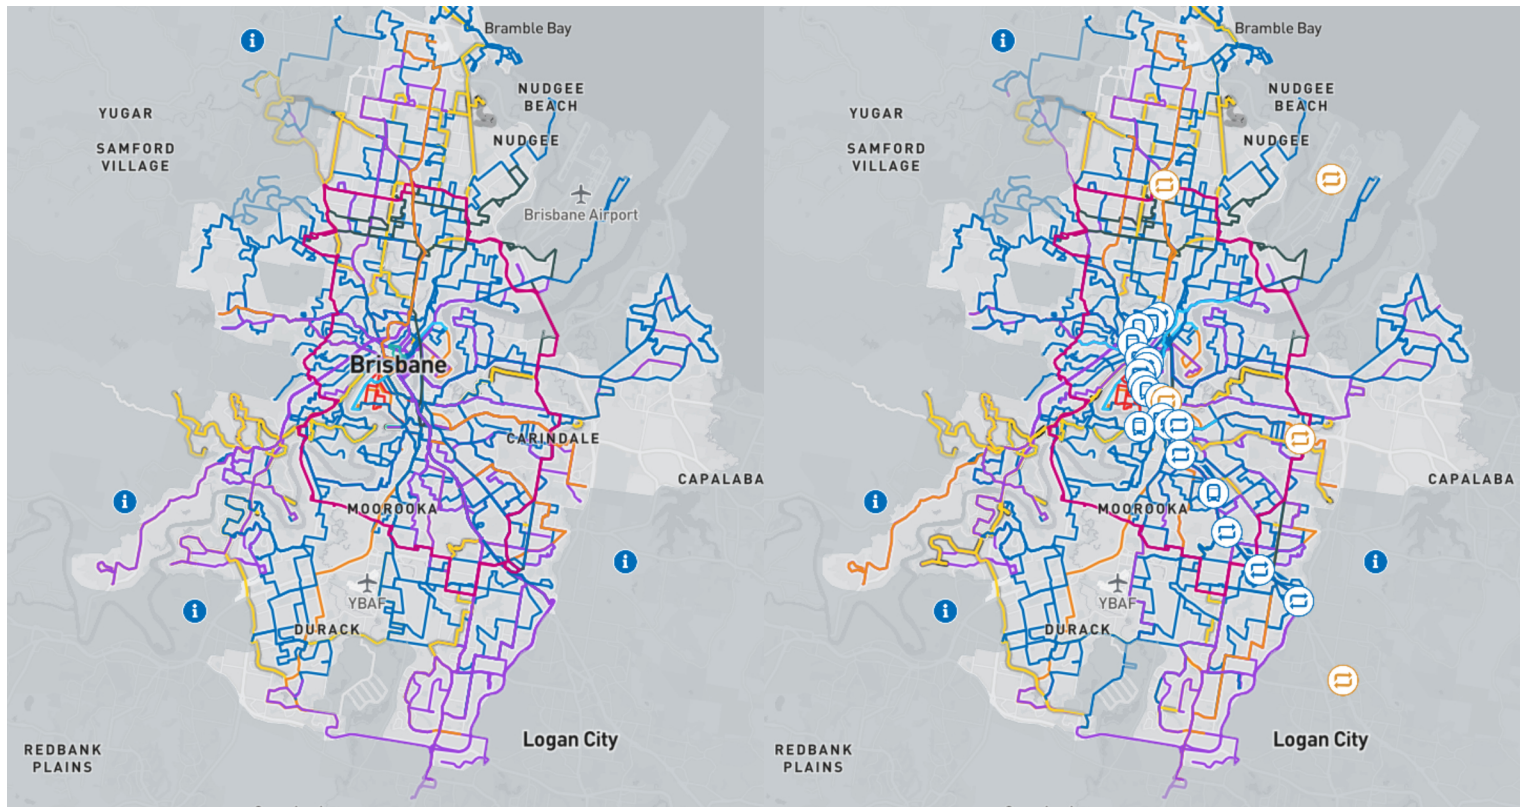 Bramble Bay
NUDGEE
BEACH
YUGAR
NUDGEE
SAMFORD
VILLAGE
Brisbane Airport
Brisbane
CARINDALE
CAPALABA
MOOROOKA
YBAF
DURACK
Logan City
REDBANK
PLAINS
Bramble Bay
NUDGEE
BEACH
YUGAR
NUDGEE
SAMFORD
VILLAGE
CAPALABA
MOOROOKA
YBAF
DURACK
Logan City
REDBANK
PLAINS